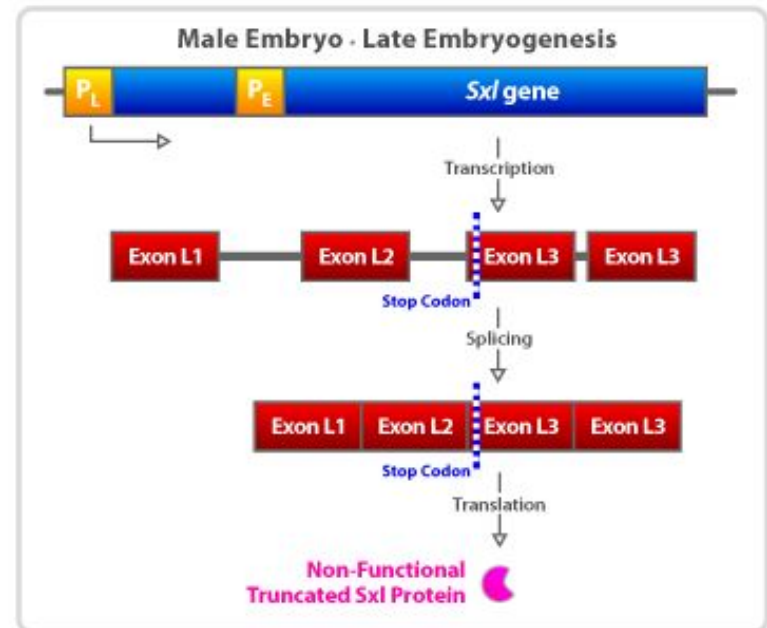 Male Embryo · Late Embryogenesis
PL PE Sxl gene
Transcription
Exon L1 Exon L2 Exon L3 Exon L3
Stop Codon
Splicing
Exon L1 Exon L2 Exon L3 Exon L3
Stop Codon
Translation
Non-Functional
Truncated Sxl Protein